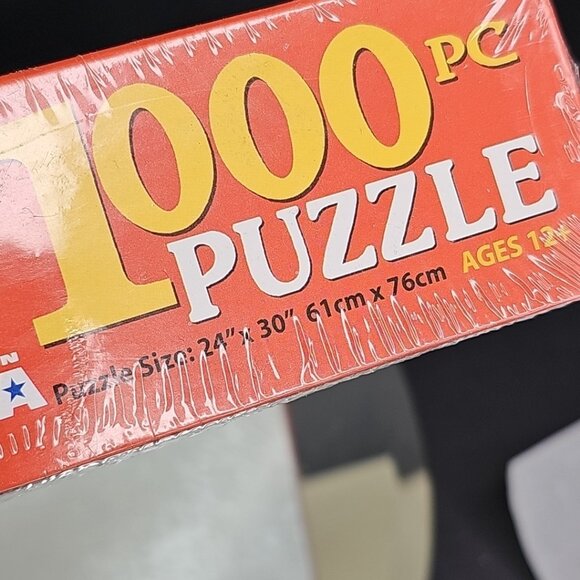 1000 PC
PUZZLE
AGES 12+
Puzzle Size: 24" x 30" 61cm x 76cm
N
A